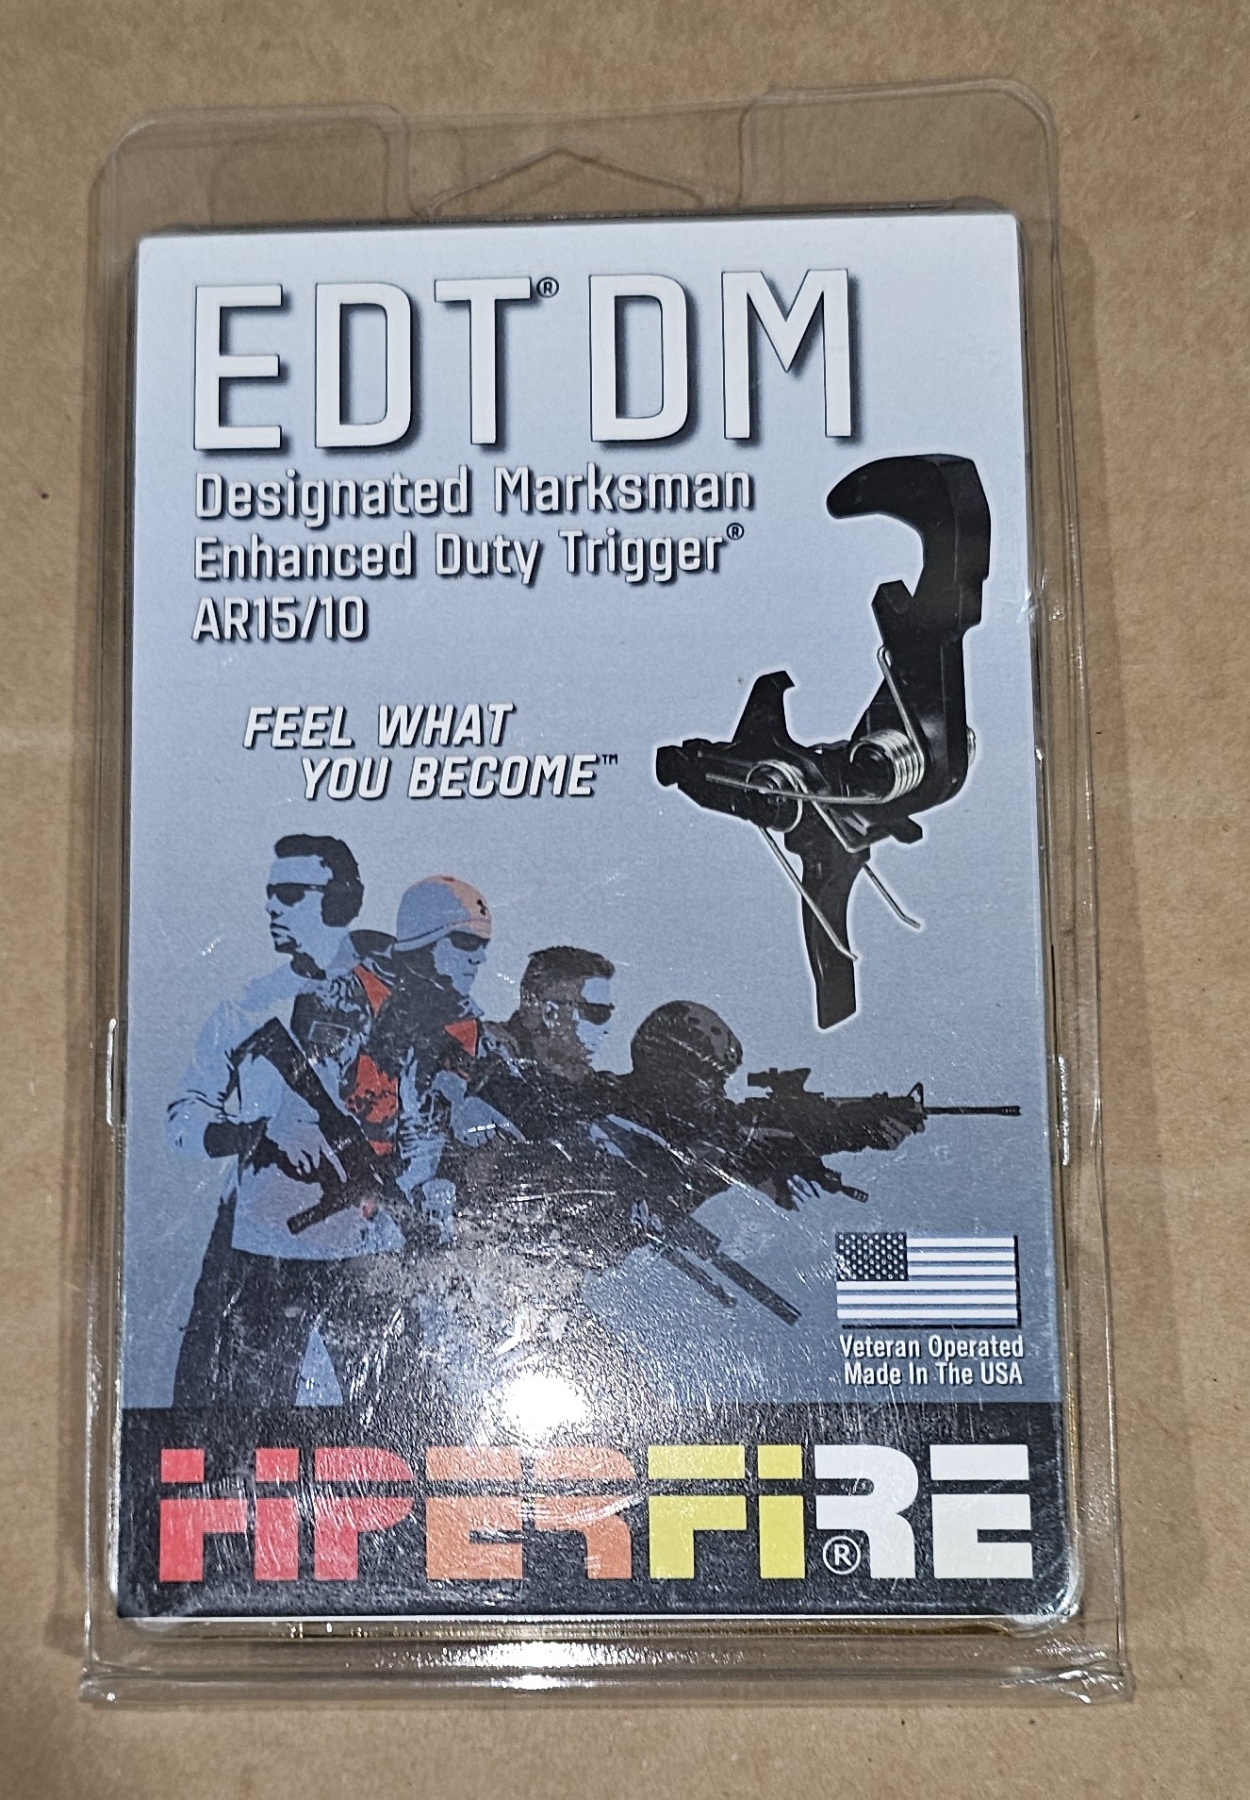 EDT® DM
Designated Marksman
Enhanced Duty Trigger®
AR15/10
FEEL WHAT
YOU BECOME™
Veteran Operated
Made In The USA
HIPERFIRE®